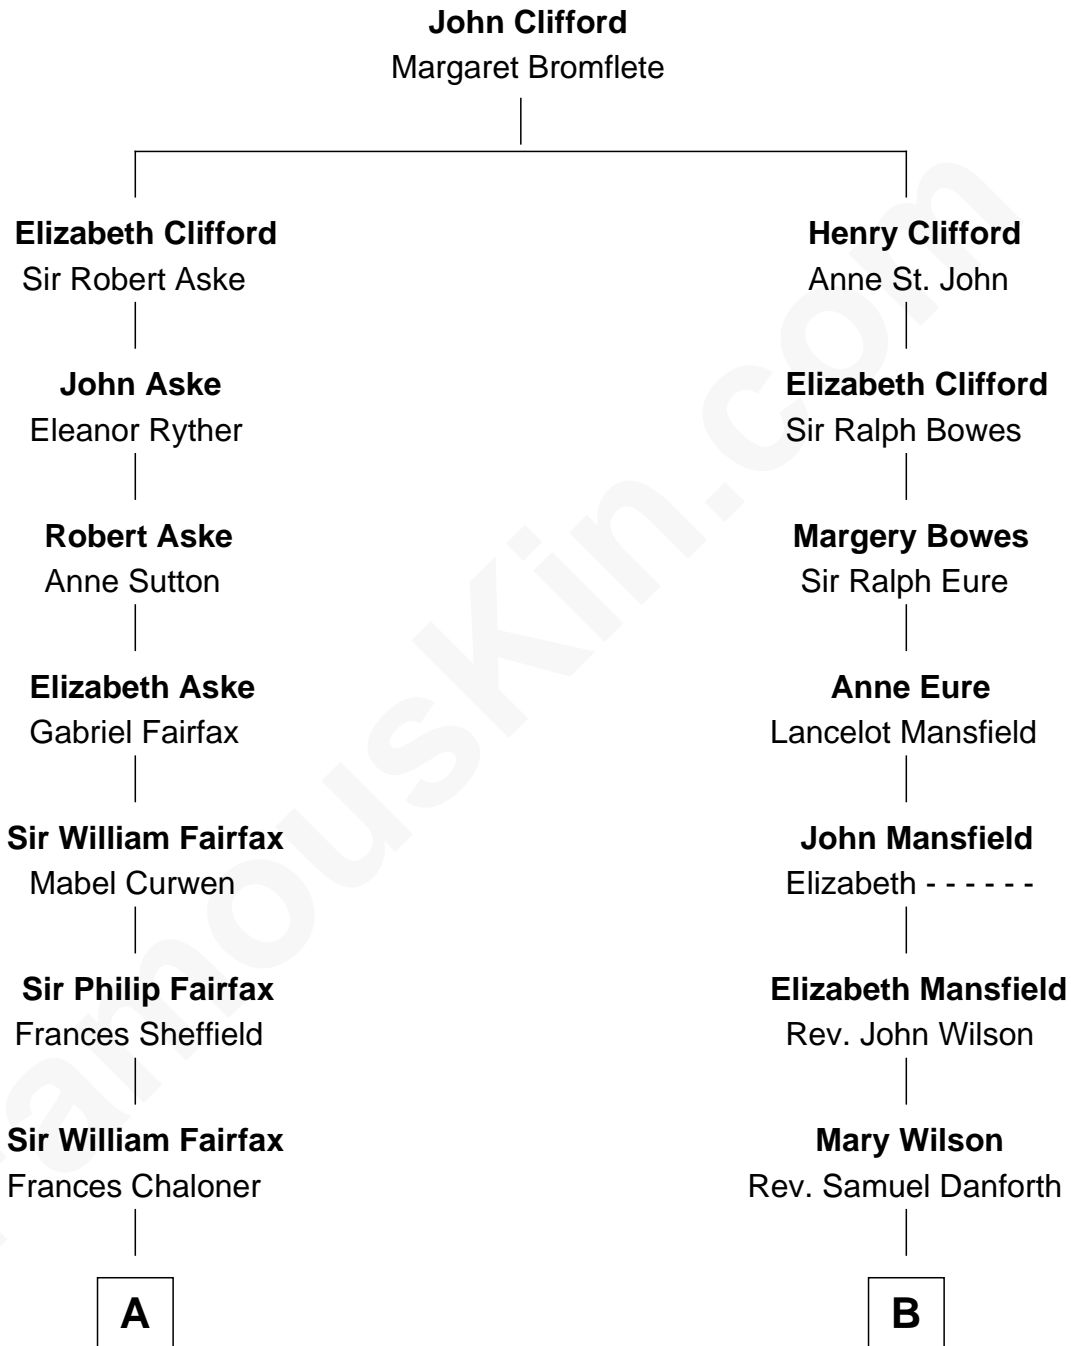 John Clifford
Margaret Bromflete
Elizabeth Clifford
Sir Robert Aske
John Aske
Eleanor Ryther
Robert Aske
Anne Sutton
Elizabeth Aske
Gabriel Fairfax
Sir William Fairfax
Mabel Curwen
Sir Philip Fairfax
Frances Sheffield
Sir William Fairfax
Frances Chaloner
A
Henry Clifford
Anne St. John
Elizabeth Clifford
Sir Ralph Bowes
Margery Bowes
Sir Ralph Eure
Anne Eure
Lancelot Mansfield
John Mansfield
Elizabeth - - - - - -
Elizabeth Mansfield
Rev. John Wilson
Mary Wilson
Rev. Samuel Danforth
B
FamousKin.com